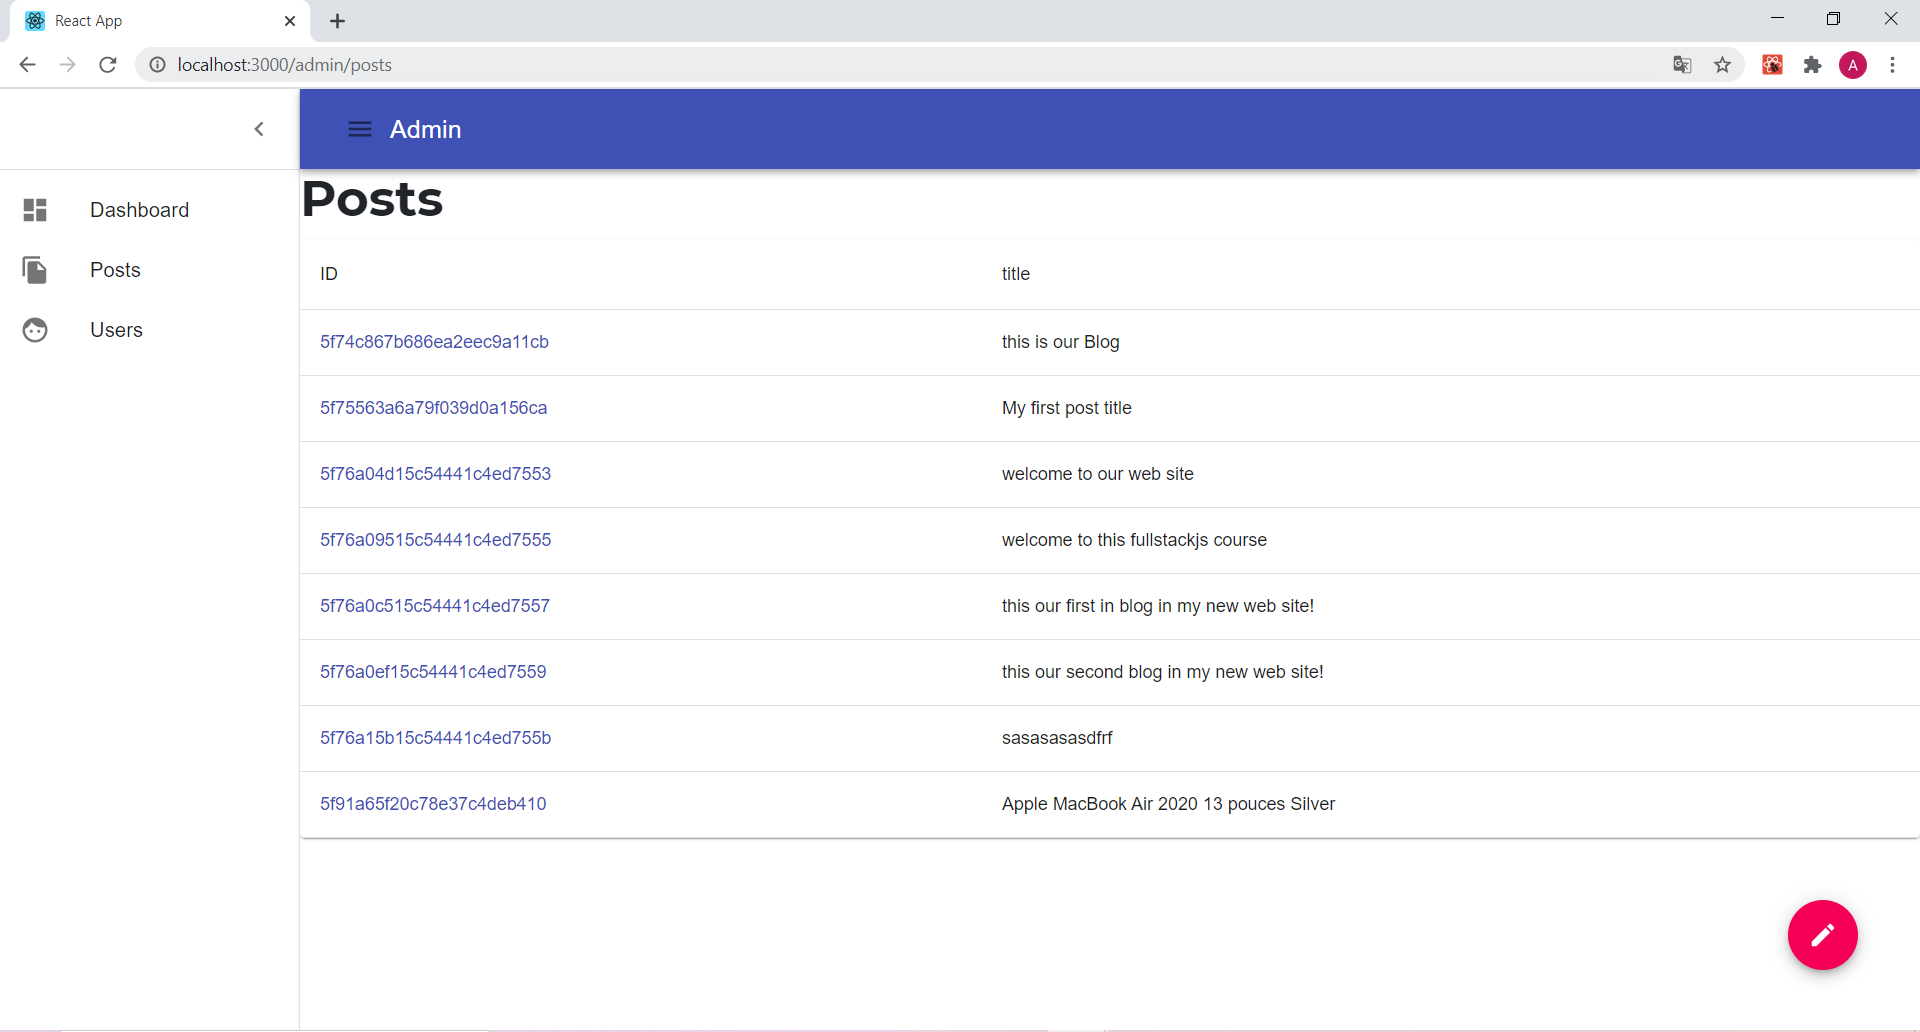 React App
localhost:3000/admin/posts
A
Admin
Posts
Dashboard
Posts
Users
ID title
5f74c867b686ea2eec9a11cb this is our Blog
5f75563a6a79f039d0a156ca My first post title
5f76a04d15c54441c4ed7553 welcome to our web site
5f76a09515c54441c4ed7555 welcome to this fullstackjs course
5f76a0c515c54441c4ed7557 this our first in blog in my new web site!
5f76a0ef15c54441c4ed7559 this our second blog in my new web site!
5f76a15b15c54441c4ed755b sasasasasdfrf
5f91a65f20c78e37c4deb410 Apple MacBook Air 2020 13 pouces Silver